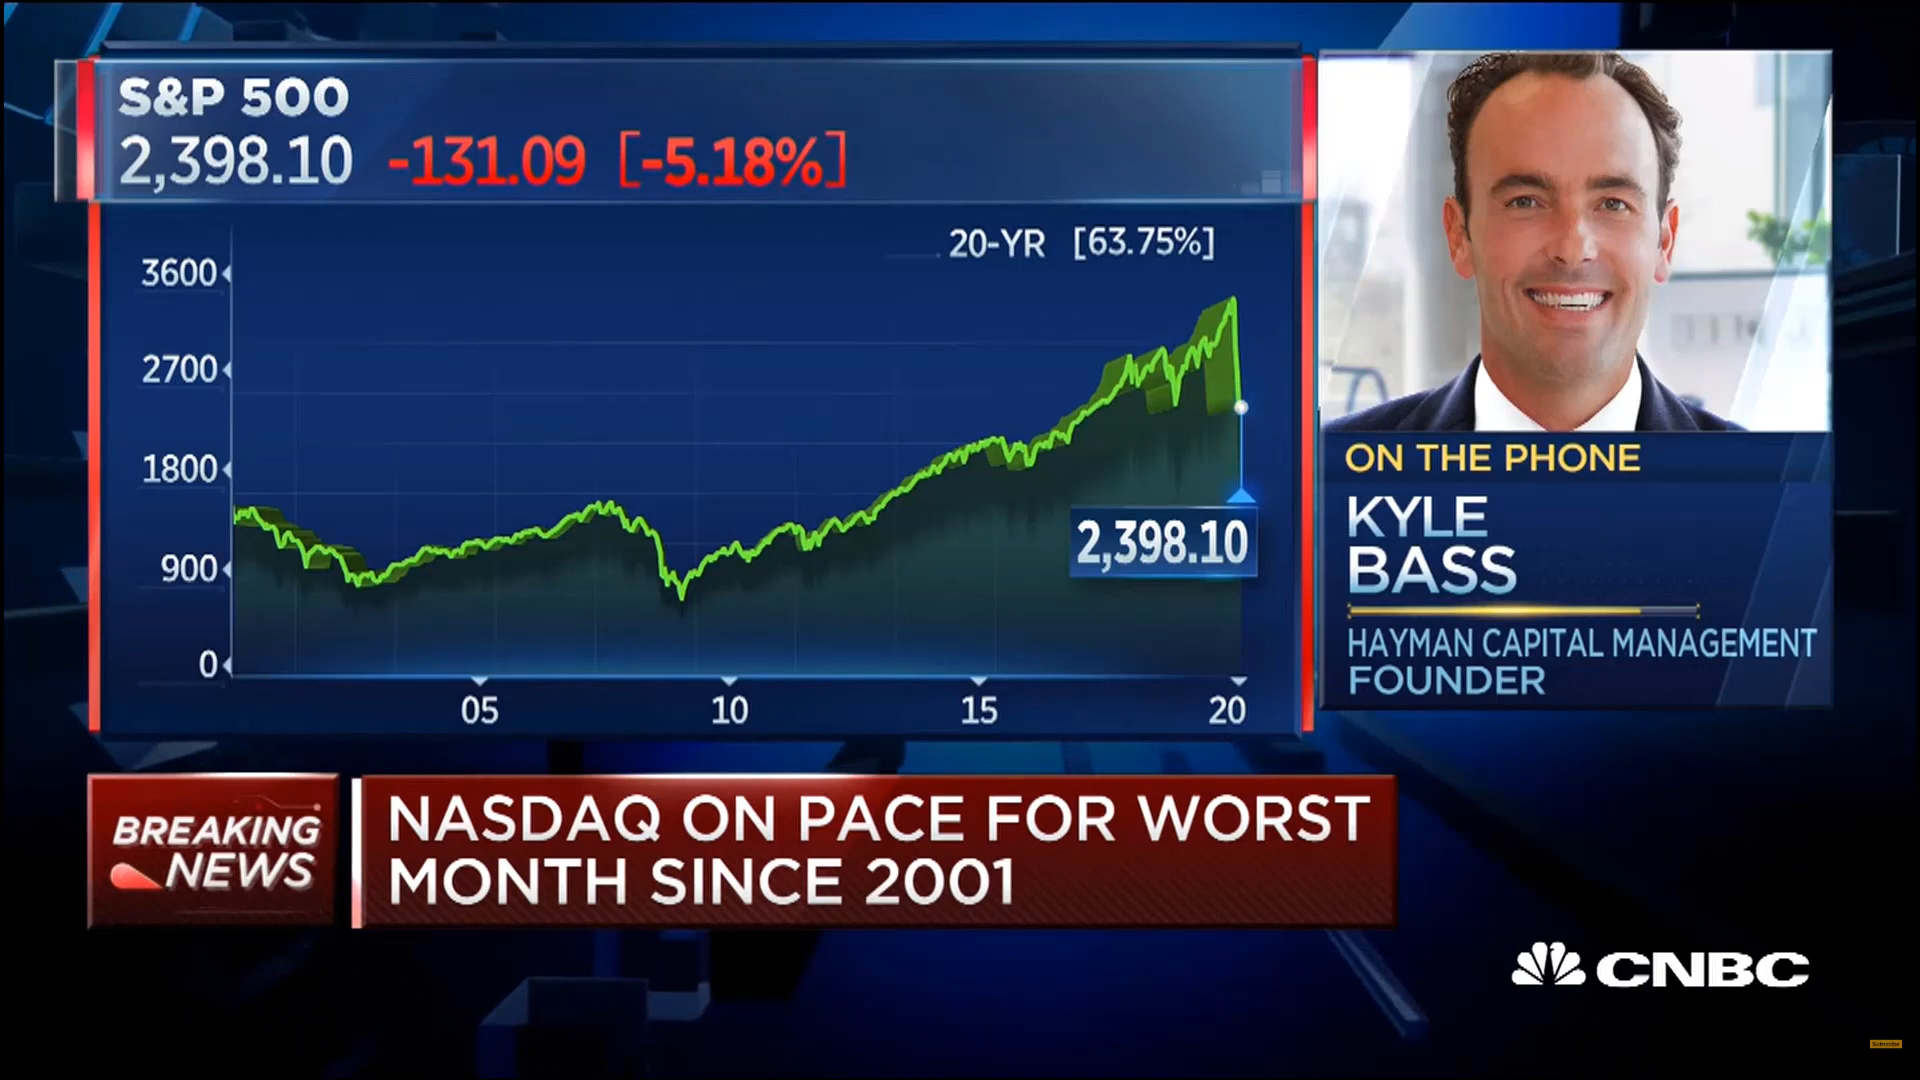 S&P 500
2,398.10 -131.09 [-5.18%]
20-YR [63.75%]
3600
2700
1800
900
0
05 10 15 20
2,398.10
ON THE PHONE
KYLE
BASS
HAYMAN CAPITAL MANAGEMENT
FOUNDER
BREAKING
NEWS
NASDAQ ON PACE FOR WORST
MONTH SINCE 2001
CNBC
Subscribe